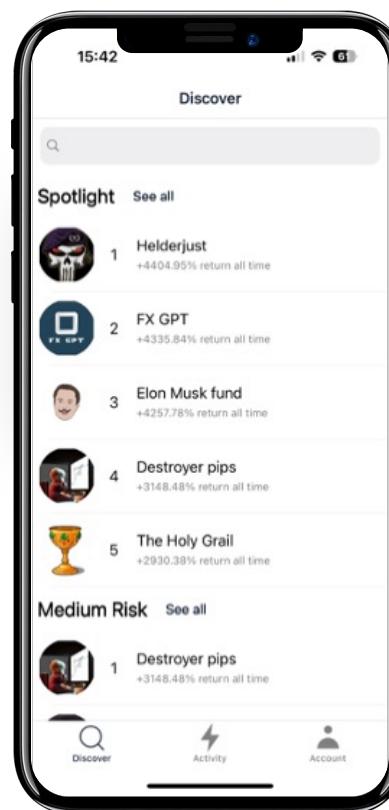 15:42
61
Discover
Spotlight See all
1 Helderjust
+4404.95% return all time
FX GPT
2 FX GPT
+4335.84% return all time
3 Elon Musk fund
+4257.78% return all time
4 Destroyer pips
+3148.48% return all time
5 The Holy Grail
+2930.38% return all time
Medium Risk See all
1 Destroyer pips
+3148.48% return all time
Discover Activity Account